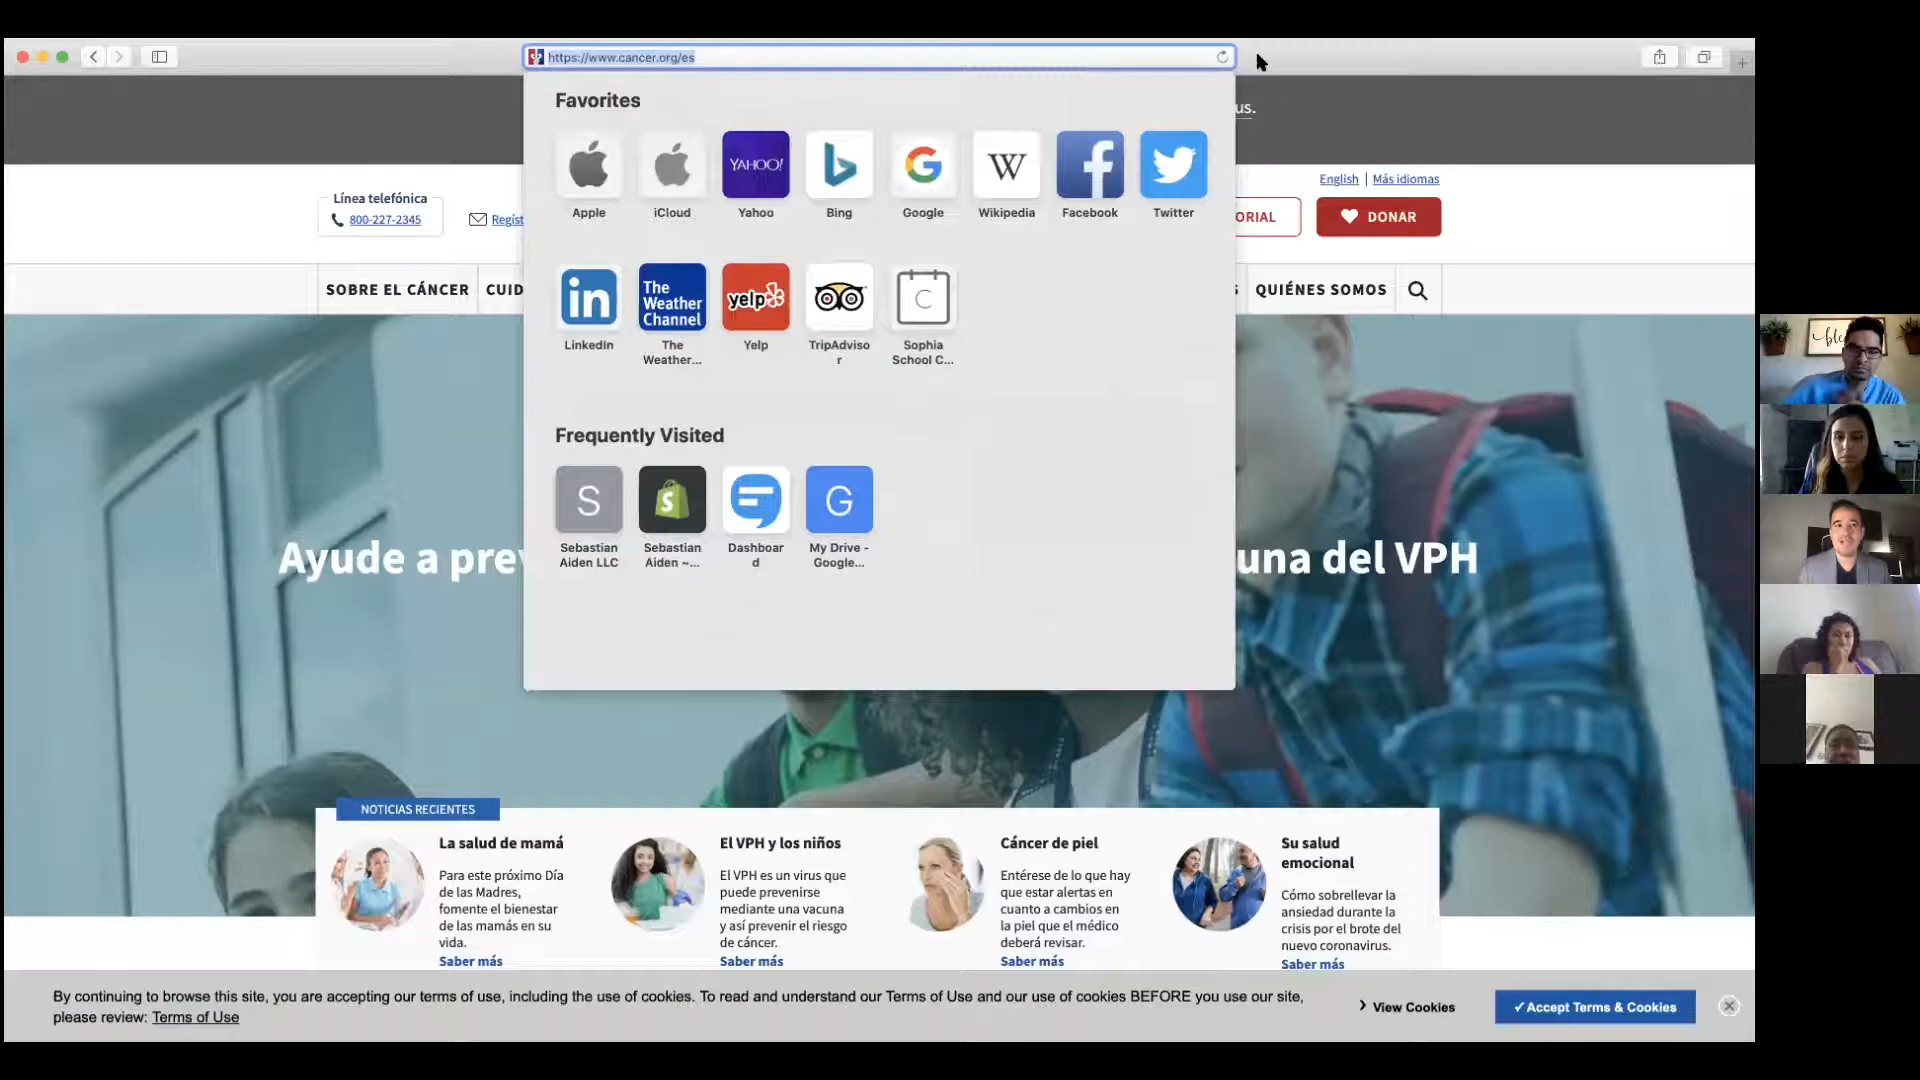 https://www.cancer.org/es
us.
Favorites
YAHOO!
W
Apple
iCloud
Yahoo
Bing
Google
Wikipedia
Facebook
Twitter
English | Más idiomas
Línea telefónica
800-227-2345
Regíst
ORIAL
DONAR
in
The
Weather
Channel
yelp
C
LinkedIn
The
Weather...
Yelp
TripAdviso
r
Sophia
School C...
SOBRE EL CÁNCER
CUID
S
QUIÉNES SOMOS
Frequently Visited
S
S
G
Sebastian
Aiden LLC
Sebastian
Aiden ~...
Dashboar
d
My Drive -
Google...
Ayude a prev
una del VPH
NOTICIAS RECIENTES
La salud de mamá
Para este próximo Día
de las Madres,
fomente el bienestar
de las mamás en su
vida.
Saber más
El VPH y los niños
El VPH es un virus que
puede prevenirse
mediante una vacuna
y así prevenir el riesgo
de cáncer.
Saber más
Cáncer de piel
Entérese de lo que hay
que estar alertas en
cuanto a cambios en
la piel que el médico
deberá revisar.
Saber más
Su salud
emocional
Cómo sobrellevar la
ansiedad durante la
crisis por el brote del
nuevo coronavirus.
Saber más
By continuing to browse this site, you are accepting our terms of use, including the use of cookies. To read and understand our Terms of Use and our use of cookies BEFORE you use our site,
please review: Terms of Use
View Cookies
✓Accept Terms & Cookies